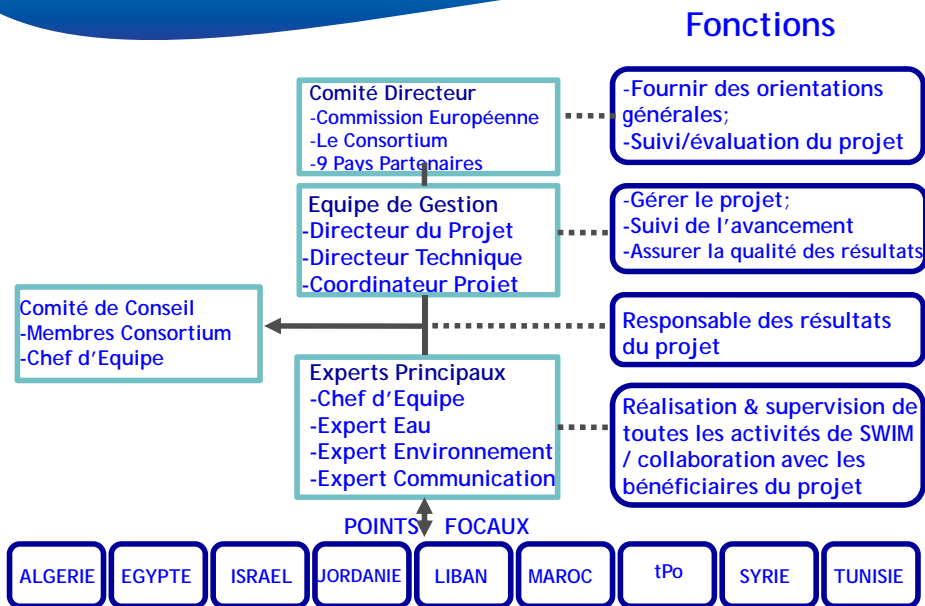 Fonctions
Comité Directeur
-Commission Européenne
-Le Consortium
-9 Pays Partenaires
-Fournir des orientations
générales;
-Suivi/évaluation du projet
Equipe de Gestion
-Directeur du Projet
-Directeur Technique
-Coordinateur Projet
-Gérer le projet;
-Suivi de l'avancement
-Assurer la qualité des résultats
Comité de Conseil
-Membres Consortium
-Chef d'Equipe
Responsable des résultats
du projet
Experts Principaux
-Chef d'Equipe
-Expert Eau
-Expert Environnement
-Expert Communication
Réalisation & supervision de
toutes les activités de SWIM
/ collaboration avec les
bénéficiaires du projet
POINTS FOCAUX
ALGERIE EGYPTE ISRAEL JORDANIE LIBAN MAROC tPo SYRIE TUNISIE